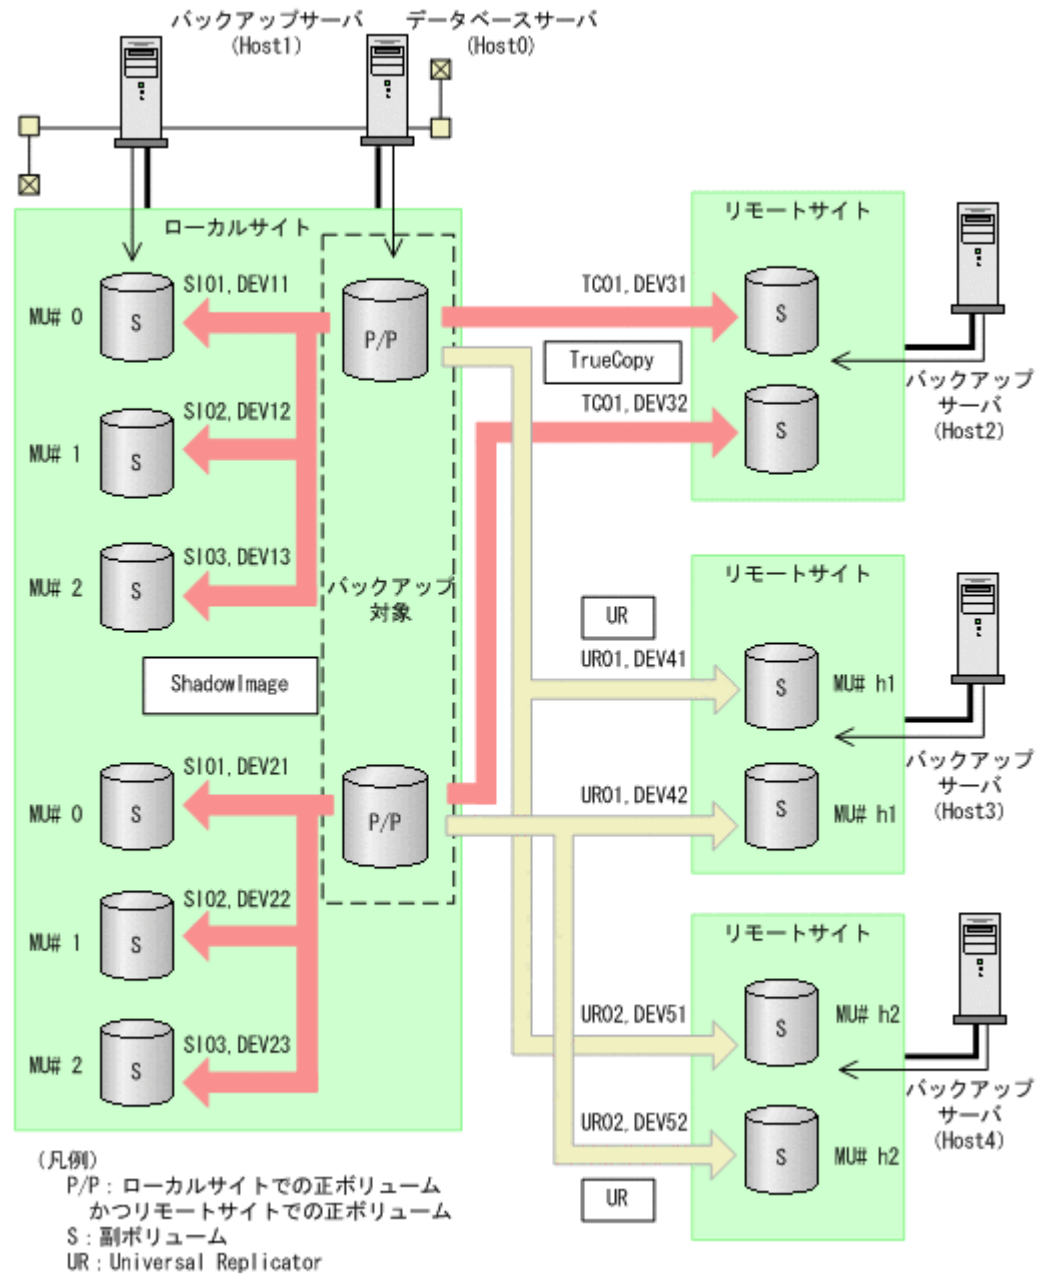 バックアップサーバ
(Host1)
データベースサーバ
(Host0)
ローカルサイト
MU# 0
S
SI01,DEV11
P/P
MU# 1
S
SI02,DEV12
MU# 2
S
SI03,DEV13
バックアップ
対象
ShadowImage
MU# 0
S
SI01,DEV21
P/P
MU# 1
S
SI02,DEV22
MU# 2
S
SI03,DEV23
TC01,DEV31
TrueCopy
TC01,DEV32
リモートサイト
S
S
バックアップ
サーバ
(Host2)
UR
UR01,DEV41
UR01,DEV42
リモートサイト
S
MU# h1
S
MU# h1
バックアップ
サーバ
(Host3)
UR02,DEV51
UR02,DEV52
UR
リモートサイト
S
MU# h2
S
MU# h2
バックアップ
サーバ
(Host4)
(凡例)
P/P:ローカルサイトでの正ボリューム
かつリモートサイトでの正ボリューム
S:副ボリューム
UR:Universal Replicator